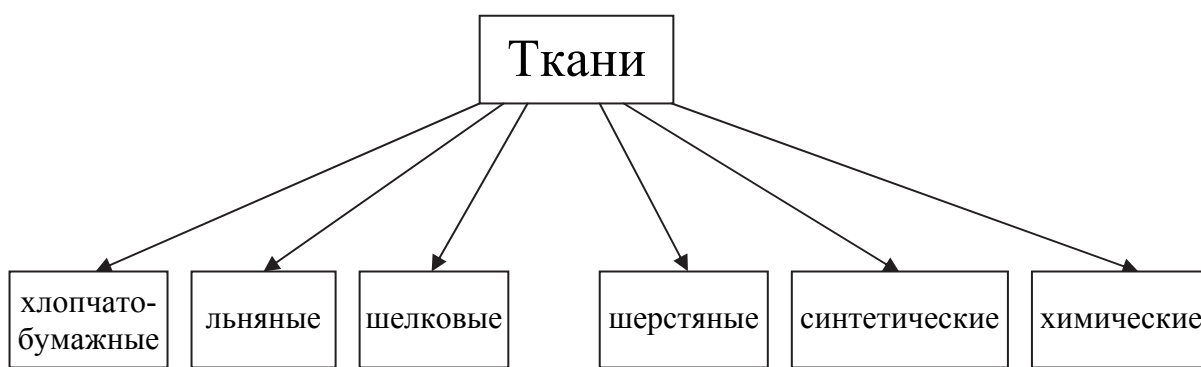 Ткани
хлопчато-
бумажные
льняные
шелковые
шерстяные
синтетические
химические